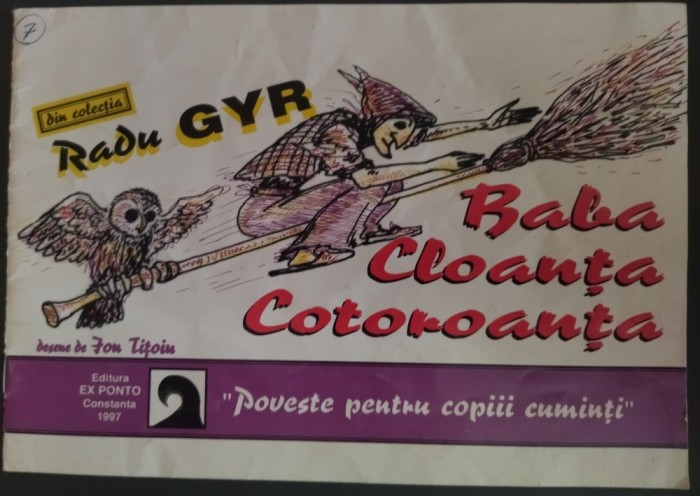 7
din colecția
Radu GYR
Baba
Cloanța
Cotoroanța
desene de Ion Tițoiu
Editura
EX PONTO
Constanta
1997
"Poveste pentru copiii cuminți"